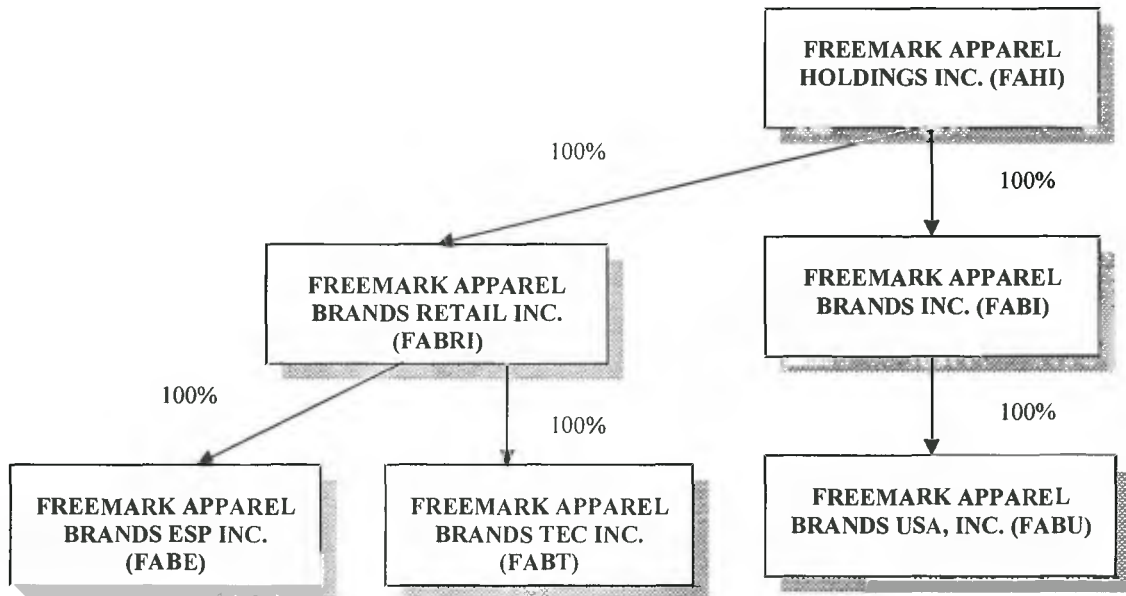 FREEMARK APPAREL
HOLDINGS INC. (FAHI)
100%
100%
FREEMARK APPAREL
BRANDS RETAIL INC.
(FABRI)
FREEMARK APPAREL
BRANDS INC. (FABI)
100%
100%
100%
FREEMARK APPAREL
BRANDS ESP INC.
(FABE)
FREEMARK APPAREL
BRANDS TEC INC.
(FABT)
FREEMARK APPAREL
BRANDS USA, INC. (FABU)